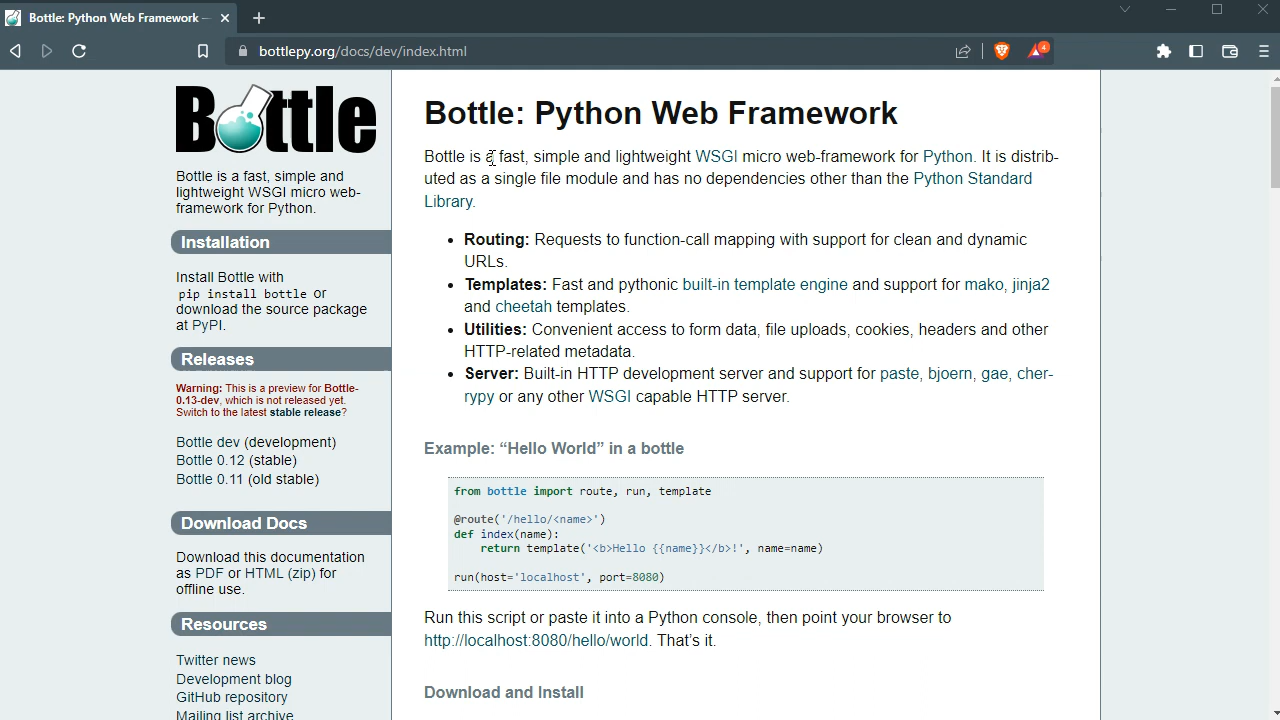 Bottle: Python Web Framework —
bottlepy.org/docs/dev/index.html
4
Bottle
Bottle is a fast, simple and
lightweight WSGI micro web-
framework for Python.
Installation
Install Bottle with
pip install bottle or
download the source package
at PyPI.
Releases
Warning: This is a preview for Bottle-
0.13-dev, which is not released yet.
Switch to the latest stable release?
Bottle dev (development)
Bottle 0.12 (stable)
Bottle 0.11 (old stable)
Download Docs
Download this documentation
as PDF or HTML (zip) for
offline use.
Resources
Twitter news
Development blog
GitHub repository
Mailing list archive
Bottle: Python Web Framework
Bottle is a fast, simple and lightweight WSGI micro web-framework for Python. It is distrib-
uted as a single file module and has no dependencies other than the Python Standard
Library.
• Routing: Requests to function-call mapping with support for clean and dynamic
URLs.
• Templates: Fast and pythonic built-in template engine and support for mako, jinja2
and cheetah templates.
• Utilities: Convenient access to form data, file uploads, cookies, headers and other
HTTP-related metadata.
• Server: Built-in HTTP development server and support for paste, bjoern, gae, cher-
rypy or any other WSGI capable HTTP server.
Example: “Hello World” in a bottle
from bottle import route, run, template
@route('/hello/<name>')
def index(name):
    return template('<b>Hello {{name}}</b>!', name=name)
run(host='localhost', port=8080)
Run this script or paste it into a Python console, then point your browser to
http://localhost:8080/hello/world. That’s it.
Download and Install